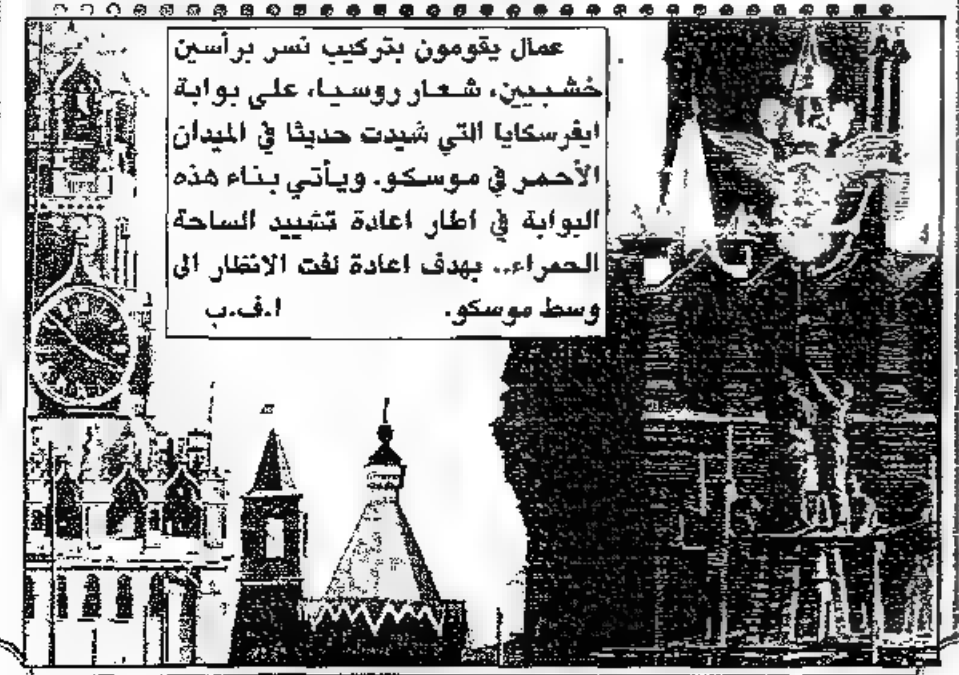 عمال يقومون بتركيب نسر برأسين
خشبيين، شعار روسيا، على بوابة
ايفرسكايا التي شيدت حديثا في الميدان
الأحمر في موسكو. ويأتي بناء هذه
البوابة في اطار اعادة تشييد الساحة
الحمراء.. بهدف اعادة لفت الانظار الى
وسط موسكو. ا.ف.ب